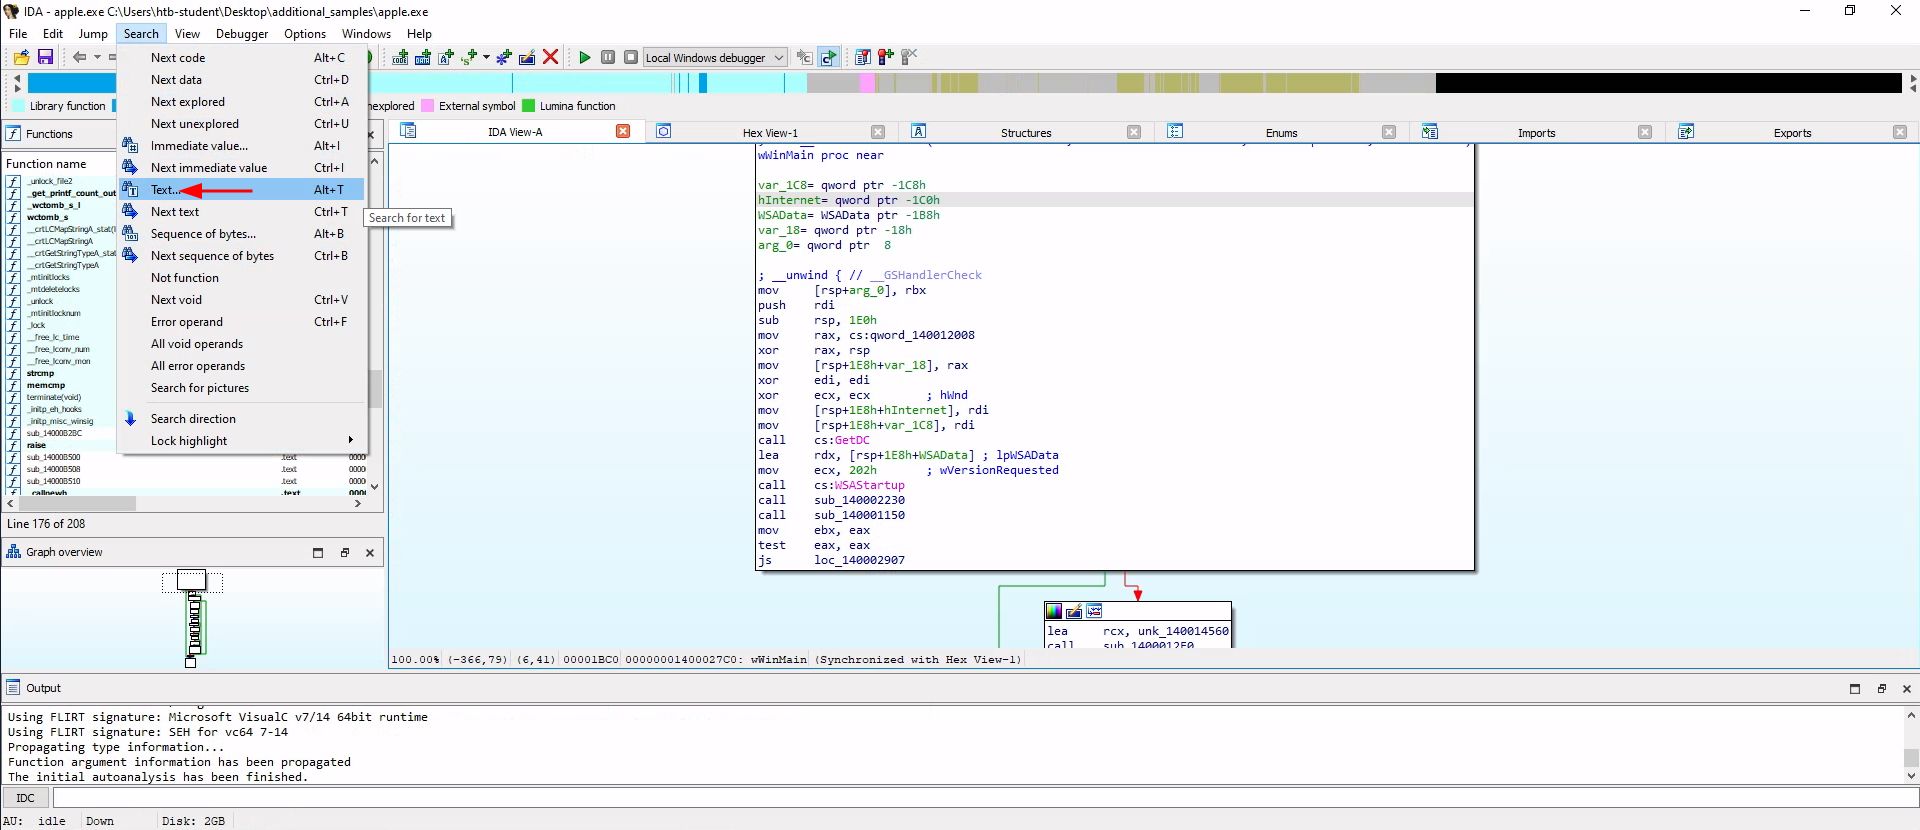 IDA - apple.exe C:\Users\htb-student\Desktop\additional_samples\apple.exe
File Edit Jump Search View Debugger Options Windows Help
Local Windows debugger
Library function
explored External symbol Lumina function
Next code Alt+C
Next data Ctrl+D
Next explored Ctrl+A
Next unexplored Ctrl+U
Immediate value... Alt+I
Next immediate value Ctrl+I
Text... Alt+T
Next text Ctrl+T
Sequence of bytes... Alt+B
Next sequence of bytes Ctrl+B
Not function
Next void Ctrl+V
Error operand Ctrl+F
All void operands
All error operands
Search for pictures
Search direction
Lock highlight
Search for text
Functions
Function name
_unlock_file2
_get_printf_count_out
_wctomb_s_l
wctomb_s
__crtLCMapStringA_stat(l
__crtLCMapStringA
__crtGetStringTypeA_stat
__crtGetStringTypeA
_mtinitlocks
_mtdeletelocks
_unlock
_mtinitlocknum
_lock
__free_lc_time
__free_lconv_num
__free_lconv_mon
strcmp
memcmp
terminate(void)
_initp_eh_hooks
_initp_misc_winsig
sub_14000B2BC
raise
sub_14000B500 .text 0000
sub_14000B508 .text 0000
sub_14000B510 .text 0000
_callnewh .text 0000
Line 176 of 208
Graph overview
IDA View-A Hex View-1 Structures Enums Imports Exports
wWinMain proc near
var_1C8= qword ptr -1C8h
hInternet= qword ptr -1C0h
WSAData= WSAData ptr -1B8h
var_18= qword ptr -18h
arg_0= qword ptr 8
; __unwind { // __GSHandlerCheck
mov [rsp+arg_0], rbx
push rdi
sub rsp, 1E0h
mov rax, cs:qword_140012008
xor rax, rsp
mov [rsp+1E8h+var_18], rax
xor edi, edi
xor ecx, ecx ; hWnd
mov [rsp+1E8h+hInternet], rdi
mov [rsp+1E8h+var_1C8], rdi
call cs:GetDC
lea rdx, [rsp+1E8h+WSAData] ; lpWSAData
mov ecx, 202h ; wVersionRequested
call cs:WSAStartup
call sub_140002230
call sub_140001150
mov ebx, eax
test eax, eax
js loc_140002907
lea rcx, unk_140014560
call sub_1400012E0
100.00% (-366,79) (6,41) 00001BC0 00000001400027C0: wWinMain (Synchronized with Hex View-1)
Output
Using FLIRT signature: Microsoft VisualC v7/14 64bit runtime
Using FLIRT signature: SEH for vc64 7-14
Propagating type information...
Function argument information has been propagated
The initial autoanalysis has been finished.
IDC
AU: idle Down Disk: 2GB